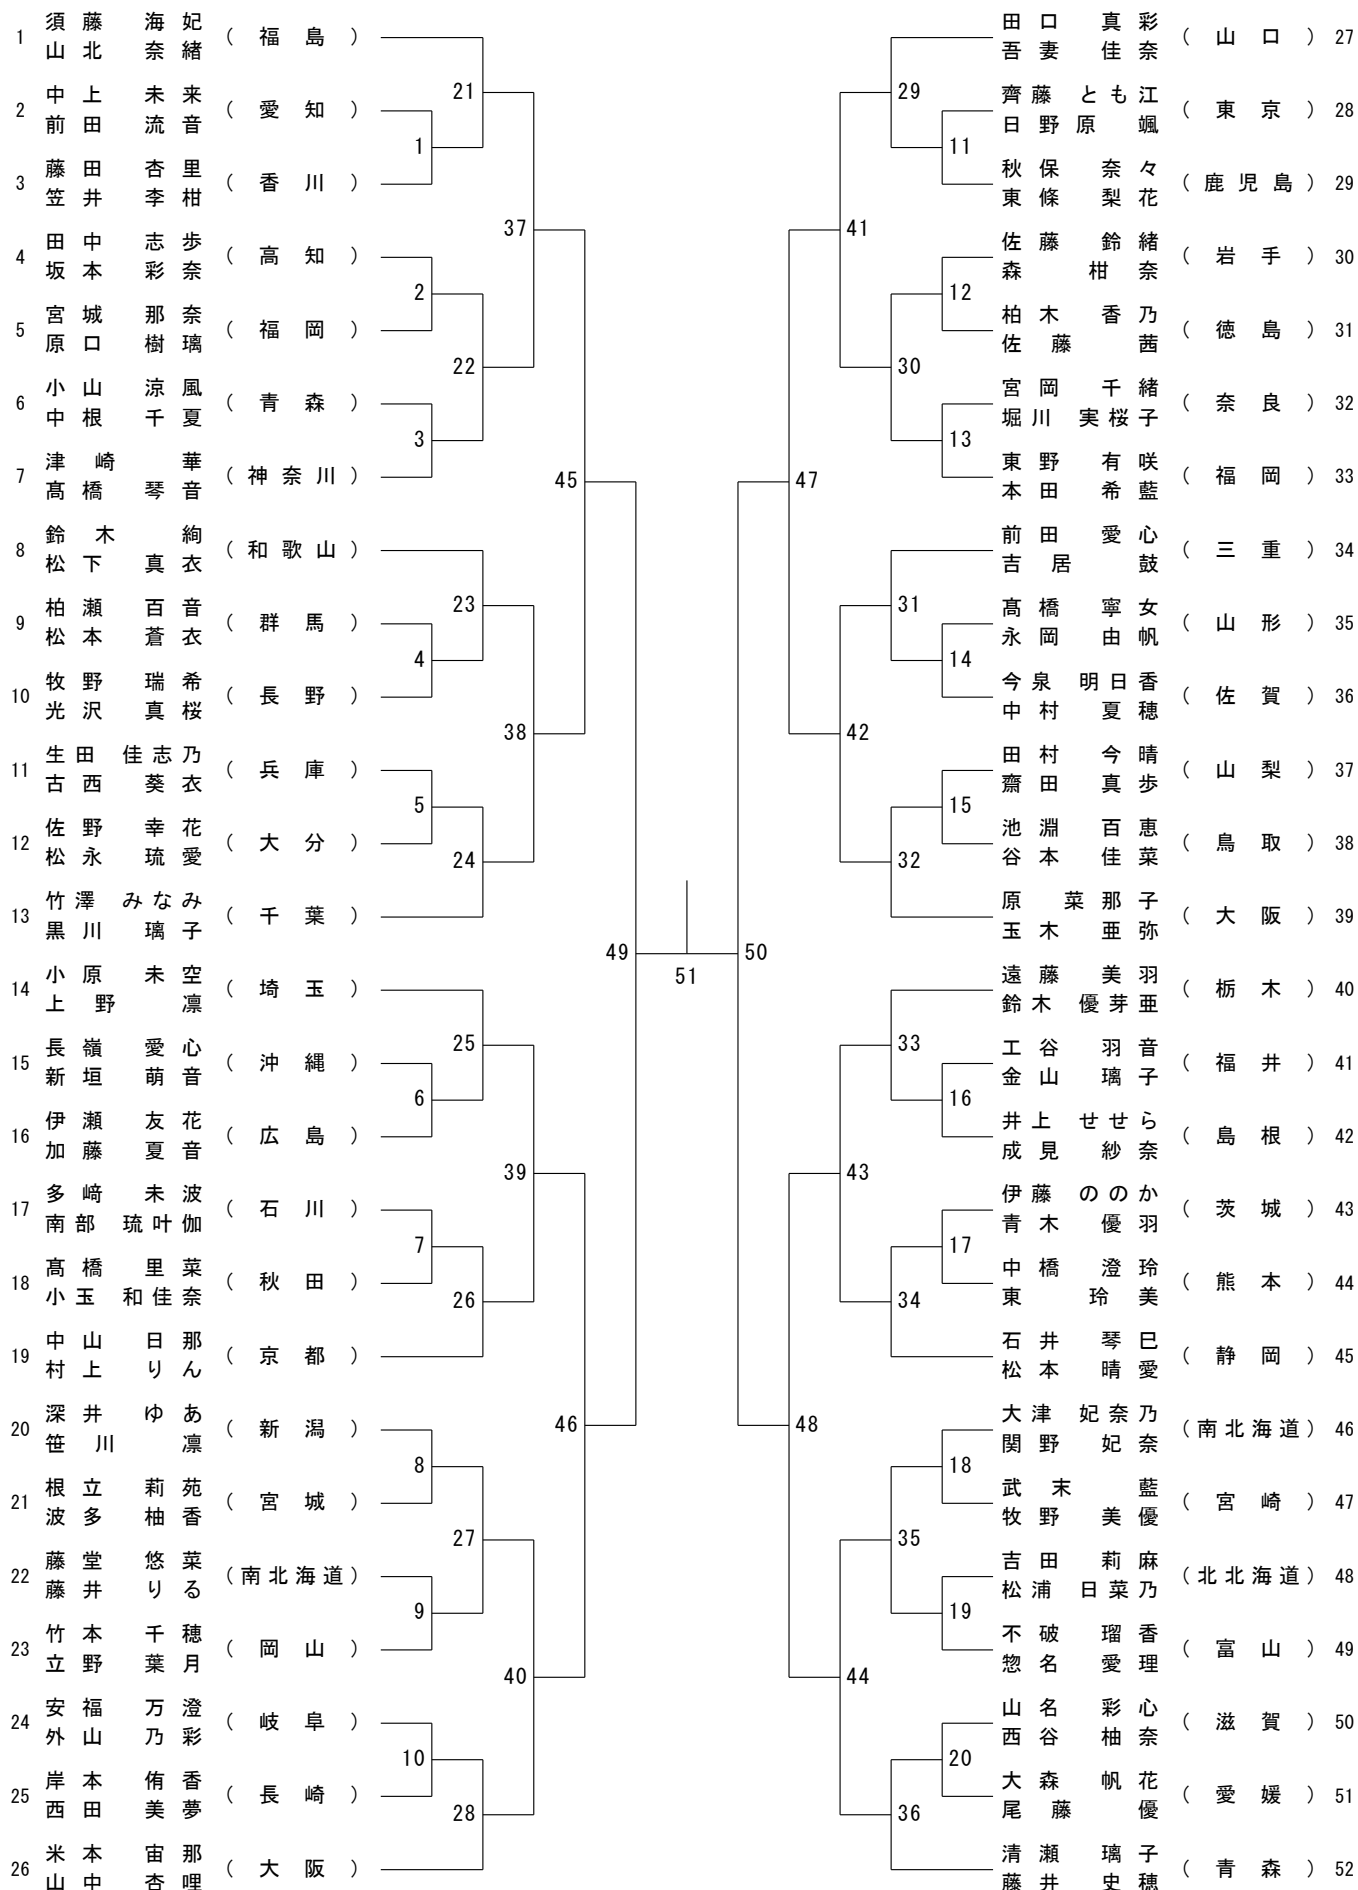 1 須藤 海妃 (福島)
山北 奈緒
2 中上 未来 (愛知)
前田 流音
3 藤田 杏里 (香川)
笠井 李柑
4 田中 志歩 (高知)
坂本 彩奈
5 宮城 那奈 (福岡)
原口 樹璃
6 小山 涼風 (青森)
中根 千夏
7 津崎 華 (神奈川)
髙橋 琴音
8 鈴木 絢 (和歌山)
松下 真衣
9 柏瀬 百音 (群馬)
松本 蒼衣
10 牧野 瑞希 (長野)
光沢 真桜
11 生田 佳志乃 (兵庫)
古西 葵衣
12 佐野 幸花 (大分)
松永 琉愛
13 竹澤 みなみ (千葉)
黒川 璃子
14 小原 未空 (埼玉)
上野 凛
15 長嶺 愛心 (沖縄)
新垣 萌音
16 伊瀬 友花 (広島)
加藤 夏音
17 多﨑 未波 (石川)
南部 琉叶伽
18 髙橋 里菜 (秋田)
小玉 和佳奈
19 中山 日那 (京都)
村上 りん
20 深井 ゆあ (新潟)
笹川 凛
21 根立 莉苑 (宮城)
波多 柚香
22 藤堂 悠菜 (南北海道)
藤井 りる
23 竹本 千穂 (岡山)
立野 葉月
24 安福 万澄 (岐阜)
外山 乃彩
25 岸本 侑香 (長崎)
西田 美夢
26 米本 宙那 (大阪)
山中 杏哩
1
2
3
4
5
6
7
8
9
10
21
22
23
24
25
26
27
28
37
38
39
40
45
46
49
51
50
47
48
41
42
43
44
29
30
31
32
33
34
35
36
11
12
13
14
15
16
17
18
19
20
田口 真彩 (山口) 27
吾妻 佳奈
齊藤 とも江 (東京) 28
日野原 颯
秋保 奈々 (鹿児島) 29
東條 梨花
佐藤 鈴緒 (岩手) 30
森 柑奈
柏木 香乃 (徳島) 31
佐藤 茜
宮岡 千緒 (奈良) 32
堀川 実桜子
東野 有咲 (福岡) 33
本田 希藍
前田 愛心 (三重) 34
吉居 鼓
髙橋 寧女 (山形) 35
永岡 由帆
今泉 明日香 (佐賀) 36
中村 夏穂
田村 今晴 (山梨) 37
齋田 真歩
池淵 百恵 (鳥取) 38
谷本 佳菜
原 菜那子 (大阪) 39
玉木 亜弥
遠藤 美羽 (栃木) 40
鈴木 優芽亜
工谷 羽音 (福井) 41
金山 璃子
井上 せせら (島根) 42
成見 紗奈
伊藤 ののか (茨城) 43
青木 優羽
中橋 澄玲 (熊本) 44
東 玲美
石井 琴巳 (静岡) 45
松本 晴愛
大津 妃奈乃 (南北海道) 46
関野 妃奈
武末 藍 (宮崎) 47
牧野 美優
吉田 莉麻 (北北海道) 48
松浦 日菜乃
不破 瑠香 (富山) 49
惣名 愛理
山名 彩心 (滋賀) 50
西谷 柚奈
大森 帆花 (愛媛) 51
尾藤 優
清瀬 璃子 (青森) 52
藤井 史穂